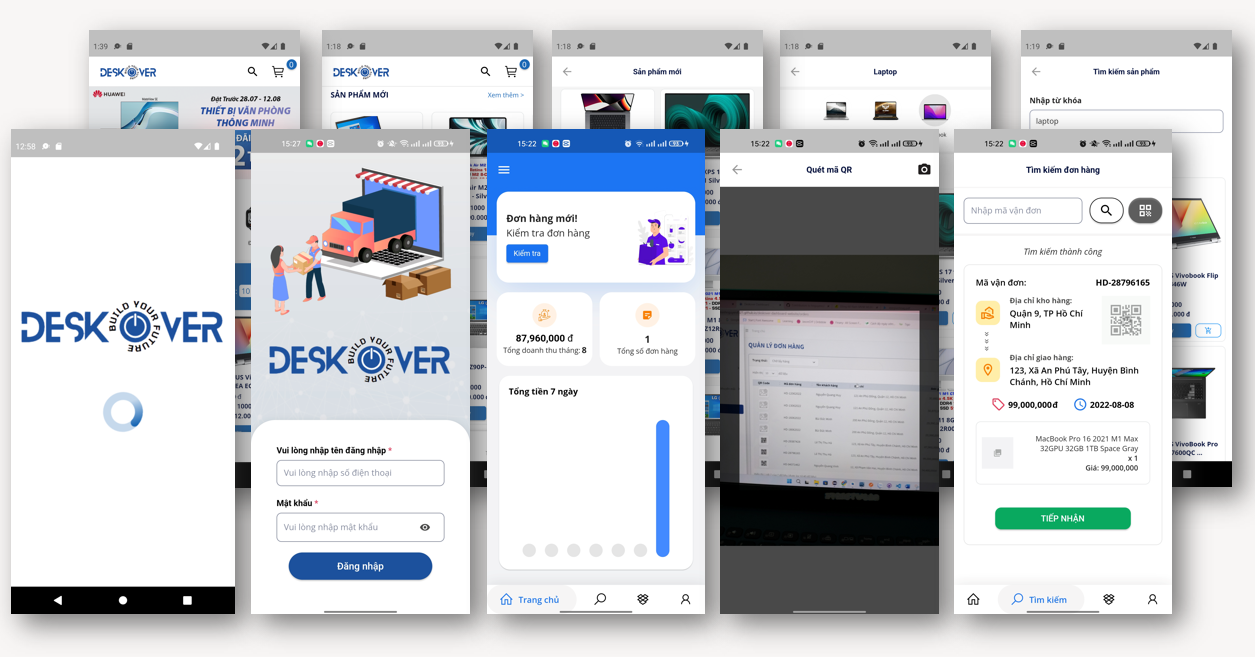 1:39
DESKOVER
0
HUAWEI
Đặt Trước 28.07 - 12.08
THIẾT BỊ VĂN PHÒNG
THÔNG MINH
1:18
DESKOVER
0
SẢN PHẨM MỚI
Xem thêm >
1:18
Sản phẩm mới
1:18
Laptop
1:19
Tìm kiếm sản phẩm
Nhập từ khóa
laptop
Vivobook Flip
VivoBook Pro
7600QC ...
12:58
DESKOVER
BUILD YOUR
FUTURE
15:27
DESKOVER
BUILD YOUR
FUTURE
Vui lòng nhập tên đăng nhập *
Vui lòng nhập số điện thoại
Mật khẩu *
Vui lòng nhập mật khẩu
Đăng nhập
15:22
Đơn hàng mới!
Kiểm tra đơn hàng
Kiểm tra
87,960,000 đ
Tổng doanh thu tháng: 8
1
Tổng số đơn hàng
Tổng tiền 7 ngày
Trang chủ
15:22
Quét mã QR
QUẢN LÝ ĐƠN HÀNG
15:22
Tìm kiếm đơn hàng
Nhập mã vận đơn
Tìm kiếm thành công
Mã vận đơn:
HD-28796165
Địa chỉ kho hàng:
Quận 9, TP Hồ Chí
Minh
Địa chỉ giao hàng:
123, Xã An Phú Tây, Huyện Bình
Chánh, Hồ Chí Minh
99,000,000đ
2022-08-08
MacBook Pro 16 2021 M1 Max
32GPU 32GB 1TB Space Gray
x 1
Giá: 99,000,000
TIẾP NHẬN
Tìm kiếm